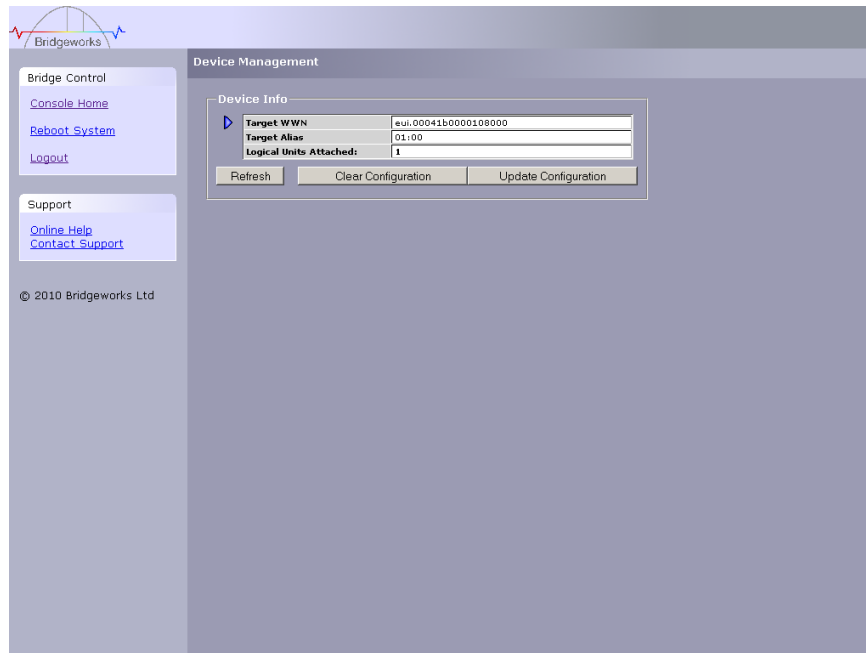 Bridgeworks
Device Management
Bridge Control
Console Home
Reboot System
Logout
Support
Online Help
Contact Support
© 2010 Bridgeworks Ltd
Device Info
Target WWN eui.00041b0000108000
Target Alias 01:00
Logical Units Attached: 1
Refresh Clear Configuration Update Configuration